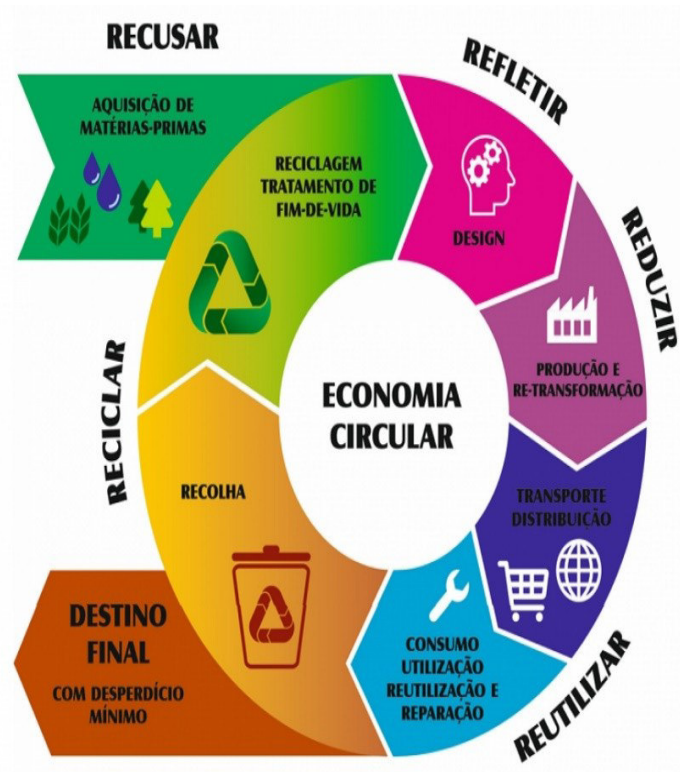 RECUSAR
AQUISIÇÃO DE
MATÉRIAS-PRIMAS
RECICLAGEM
TRATAMENTO DE
FIM-DE-VIDA
REFLETIR
DESIGN
REDUZIR
PRODUÇÃO E
RE-TRANSFORMAÇÃO
ECONOMIA
CIRCULAR
TRANSPORTE
DISTRIBUIÇÃO
REUTILIZAR
CONSUMO
UTILIZAÇÃO
REUTILIZAÇÃO E
REPARAÇÃO
RECICLAR
RECOLHA
DESTINO
FINAL
COM DESPERDÍCIO
MÍNIMO